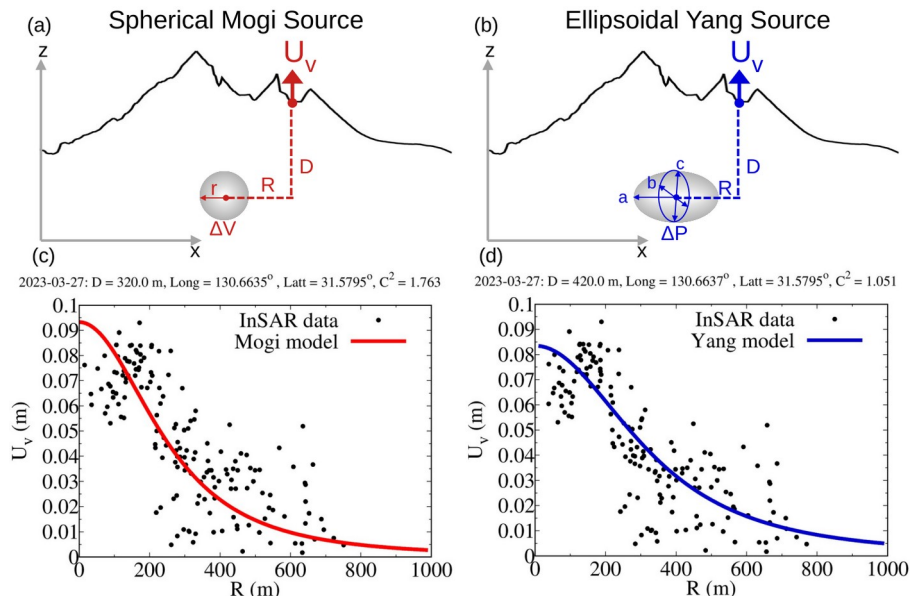 (a)
Spherical Mogi Source
z
U_v
D
R
r
ΔV
x
(b)
Ellipsoidal Yang Source
z
U_v
D
c
b
R
a
ΔP
x
(c)
2023-03-27: D = 320.0 m, Long = 130.6635°, Latt = 31.5795°, C² = 1.763
0.1
0.09
0.08
0.07
0.06
0.05
0.04
0.03
0.02
0.01
0
U_v (m)
InSAR data
Mogi model
0 200 400 600 800 1000
R (m)
(d)
2023-03-27: D = 420.0 m, Long = 130.6637°, Latt = 31.5795°, C² = 1.051
0.1
0.09
0.08
0.07
0.06
0.05
0.04
0.03
0.02
0.01
0
U_v (m)
InSAR data
Yang model
0 200 400 600 800 1000
R (m)